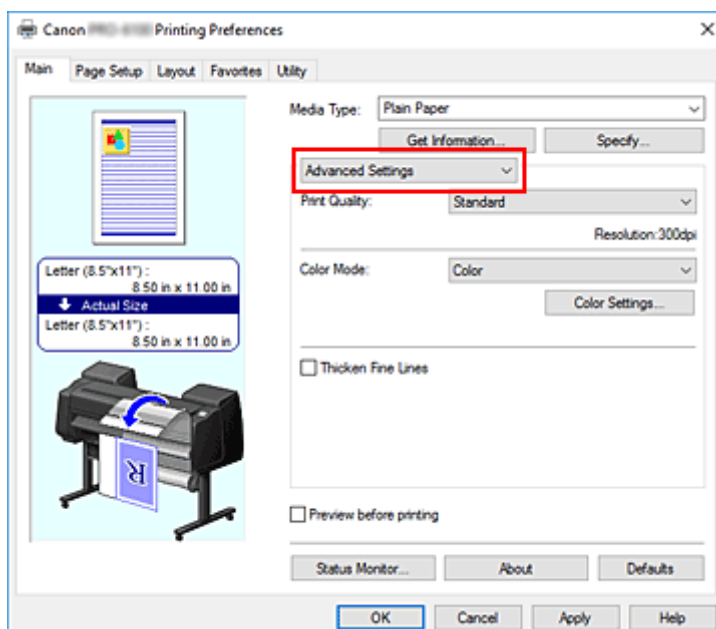 Canon Printing Preferences
Main Page Setup Layout Favorites Utility
Media Type: Plain Paper
Get Information... Specify...
Advanced Settings
Print Quality: Standard
Resolution:300dpi
Color Mode: Color
Color Settings...
Thicken Fine Lines
Letter (8.5"x11") :
8.50 in x 11.00 in
Actual Size
Letter (8.5"x11") :
8.50 in x 11.00 in
R
Preview before printing
Status Monitor... About Defaults
OK Cancel Apply Help